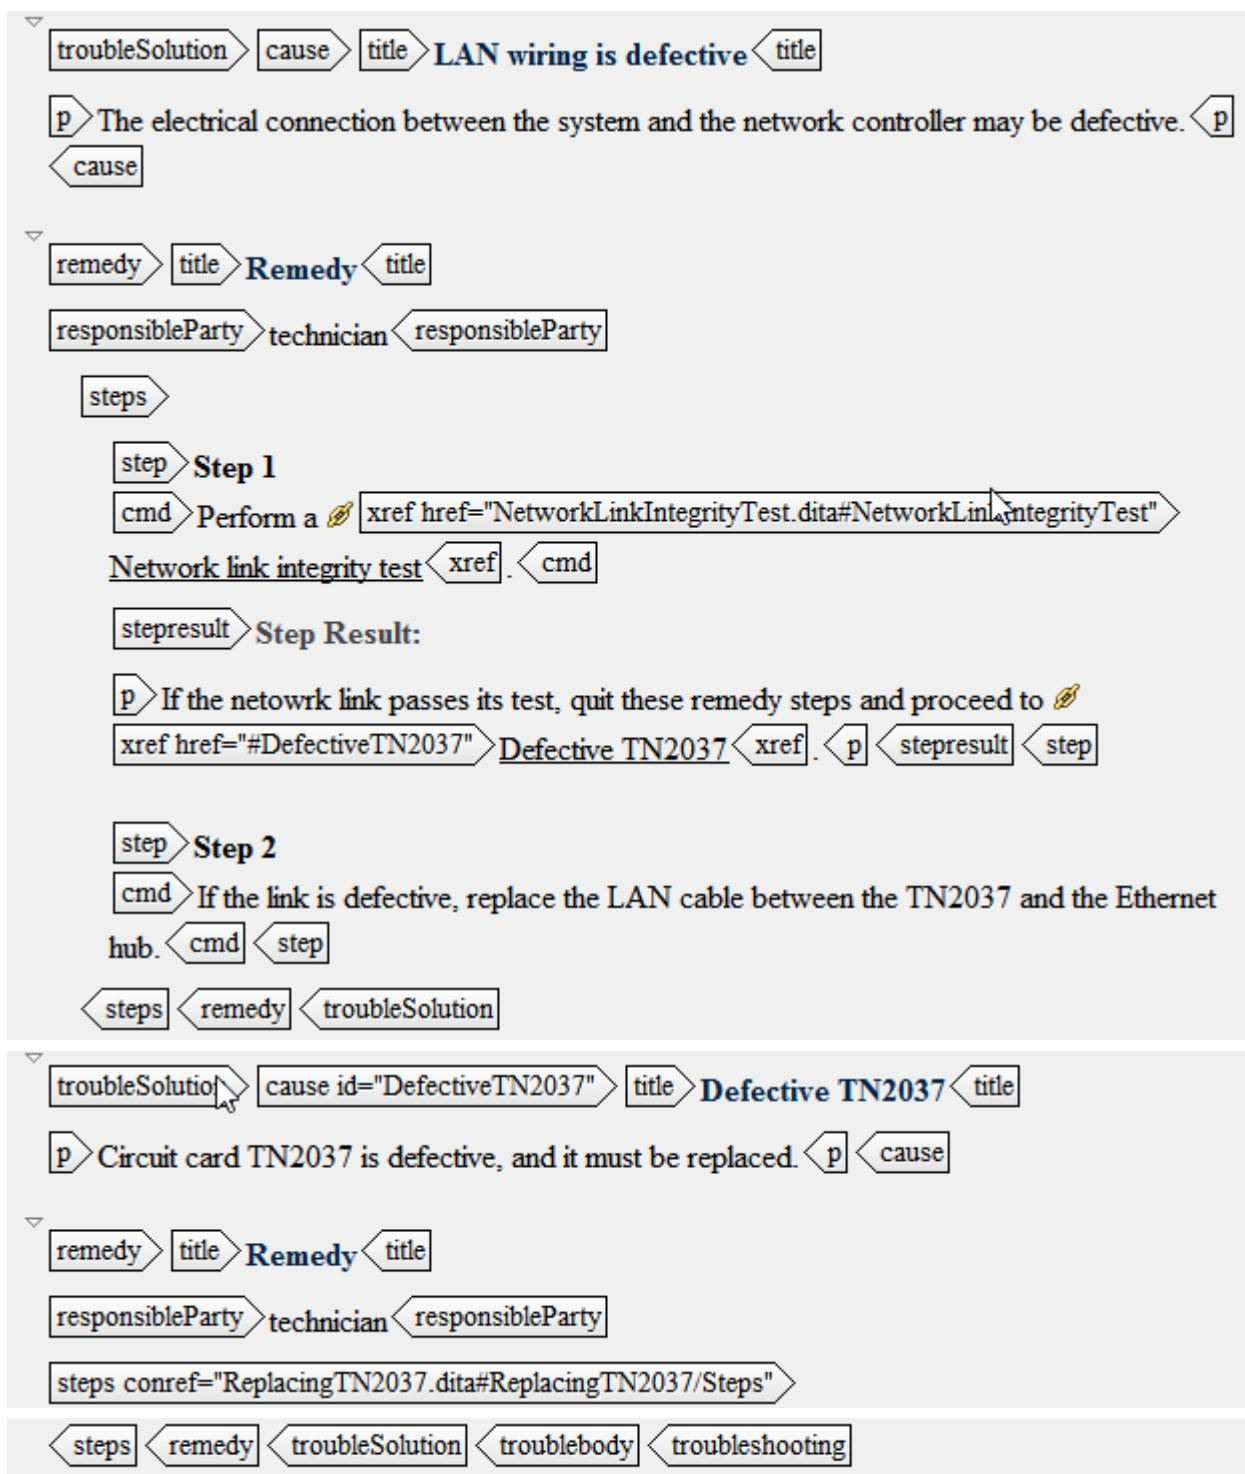 troubleSolution cause title LAN wiring is defective title
p The electrical connection between the system and the network controller may be defective. p
cause
remedy title Remedy title
responsibleParty technician responsibleParty
steps
step Step 1
cmd Perform a xref href="NetworkLinkIntegrityTest.dita#NetworkLinkIntegrityTest"
Network link integrity test xref . cmd
stepresult Step Result:
p If the netowrk link passes its test, quit these remedy steps and proceed to
xref href="#DefectiveTN2037" Defective TN2037 xref . p stepresult step
step Step 2
cmd If the link is defective, replace the LAN cable between the TN2037 and the Ethernet
hub. cmd step
steps remedy troubleSolution
troubleSolution cause id="DefectiveTN2037" title Defective TN2037 title
p Circuit card TN2037 is defective, and it must be replaced. p cause
remedy title Remedy title
responsibleParty technician responsibleParty
steps conref="ReplacingTN2037.dita#ReplacingTN2037/Steps"
steps remedy troubleSolution troublebody troubleshooting